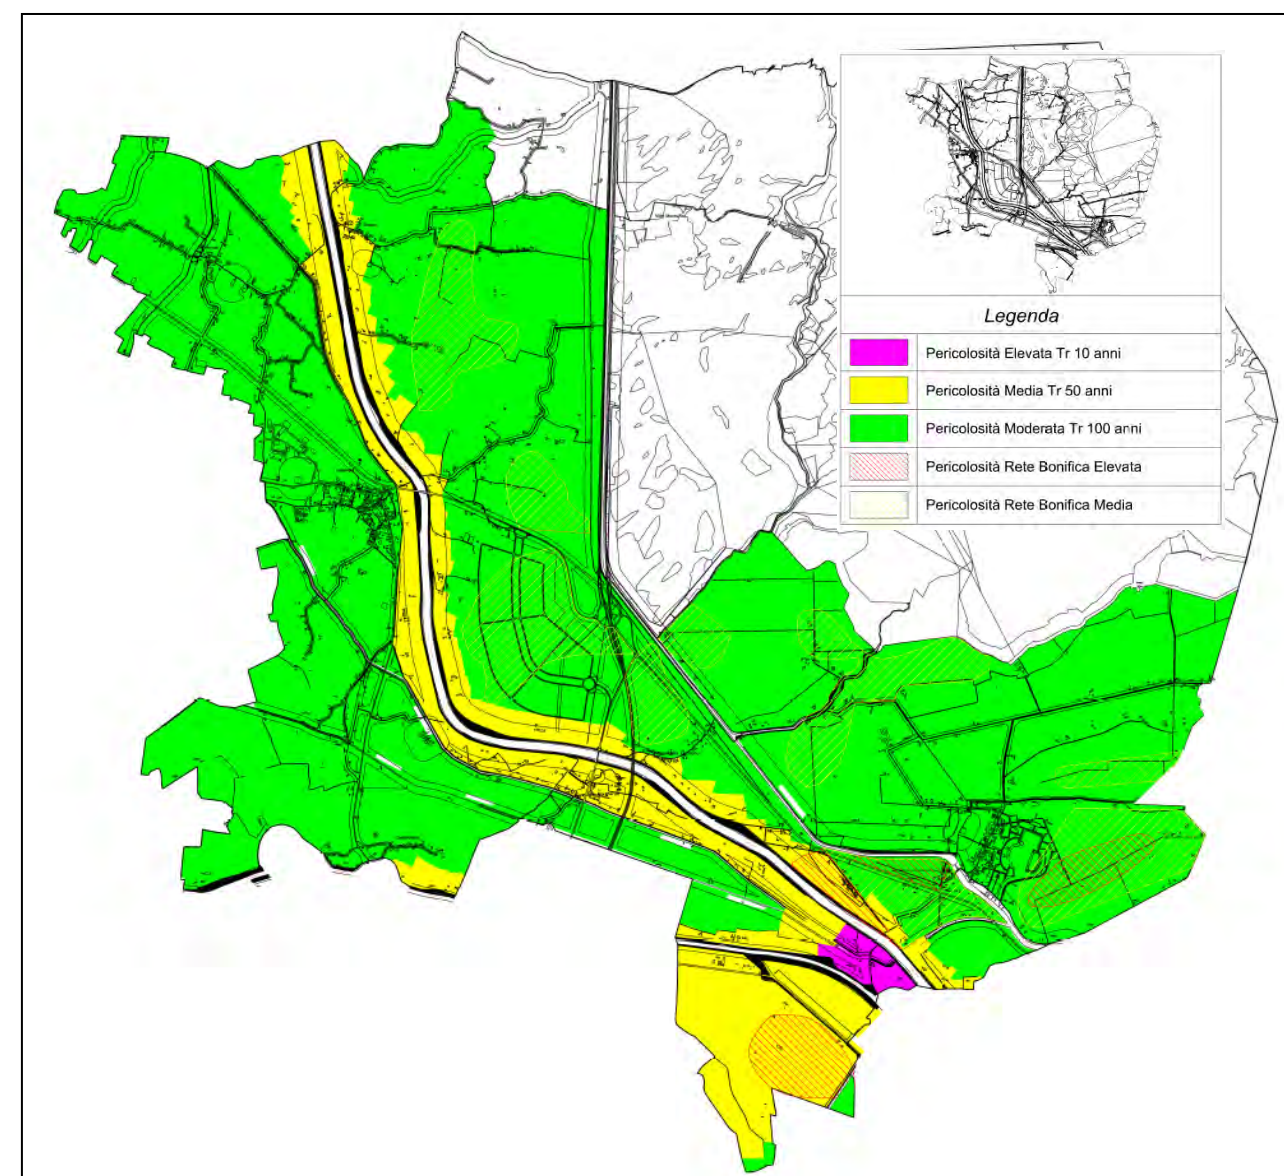 Legenda
Pericolosità Elevata Tr 10 anni
Pericolosità Media Tr 50 anni
Pericolosità Moderata Tr 100 anni
Pericolosità Rete Bonifica Elevata
Pericolosità Rete Bonifica Media